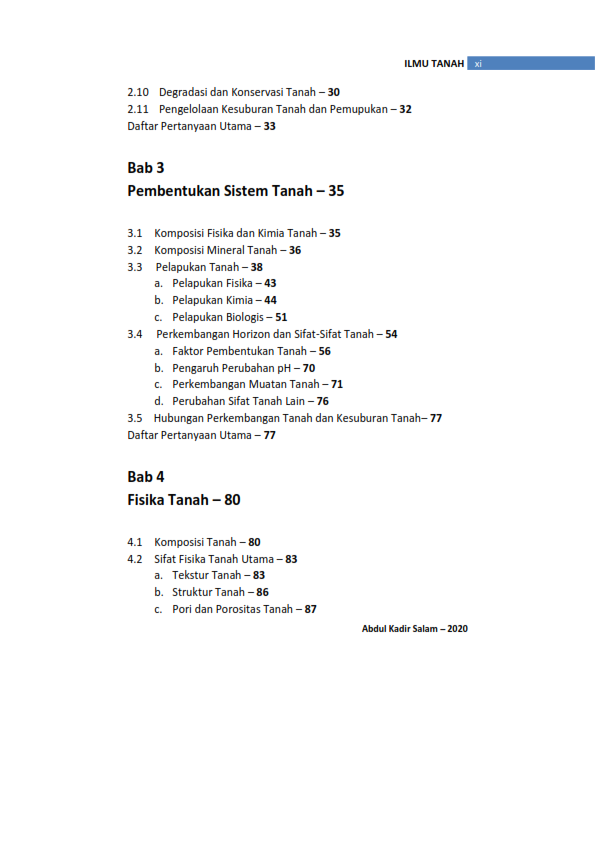 ILMU TANAH xi
2.10 Degradasi dan Konservasi Tanah – 30
2.11 Pengelolaan Kesuburan Tanah dan Pemupukan – 32
Daftar Pertanyaan Utama – 33
Bab 3
Pembentukan Sistem Tanah – 35
3.1 Komposisi Fisika dan Kimia Tanah – 35
3.2 Komposisi Mineral Tanah – 36
3.3 Pelapukan Tanah – 38
a. Pelapukan Fisika – 43
b. Pelapukan Kimia – 44
c. Pelapukan Biologis – 51
3.4 Perkembangan Horizon dan Sifat-Sifat Tanah – 54
a. Faktor Pembentukan Tanah – 56
b. Pengaruh Perubahan pH – 70
c. Perkembangan Muatan Tanah – 71
d. Perubahan Sifat Tanah Lain – 76
3.5 Hubungan Perkembangan Tanah dan Kesuburan Tanah– 77
Daftar Pertanyaan Utama – 77
Bab 4
Fisika Tanah – 80
4.1 Komposisi Tanah – 80
4.2 Sifat Fisika Tanah Utama – 83
a. Tekstur Tanah – 83
b. Struktur Tanah – 86
c. Pori dan Porositas Tanah – 87
Abdul Kadir Salam – 2020